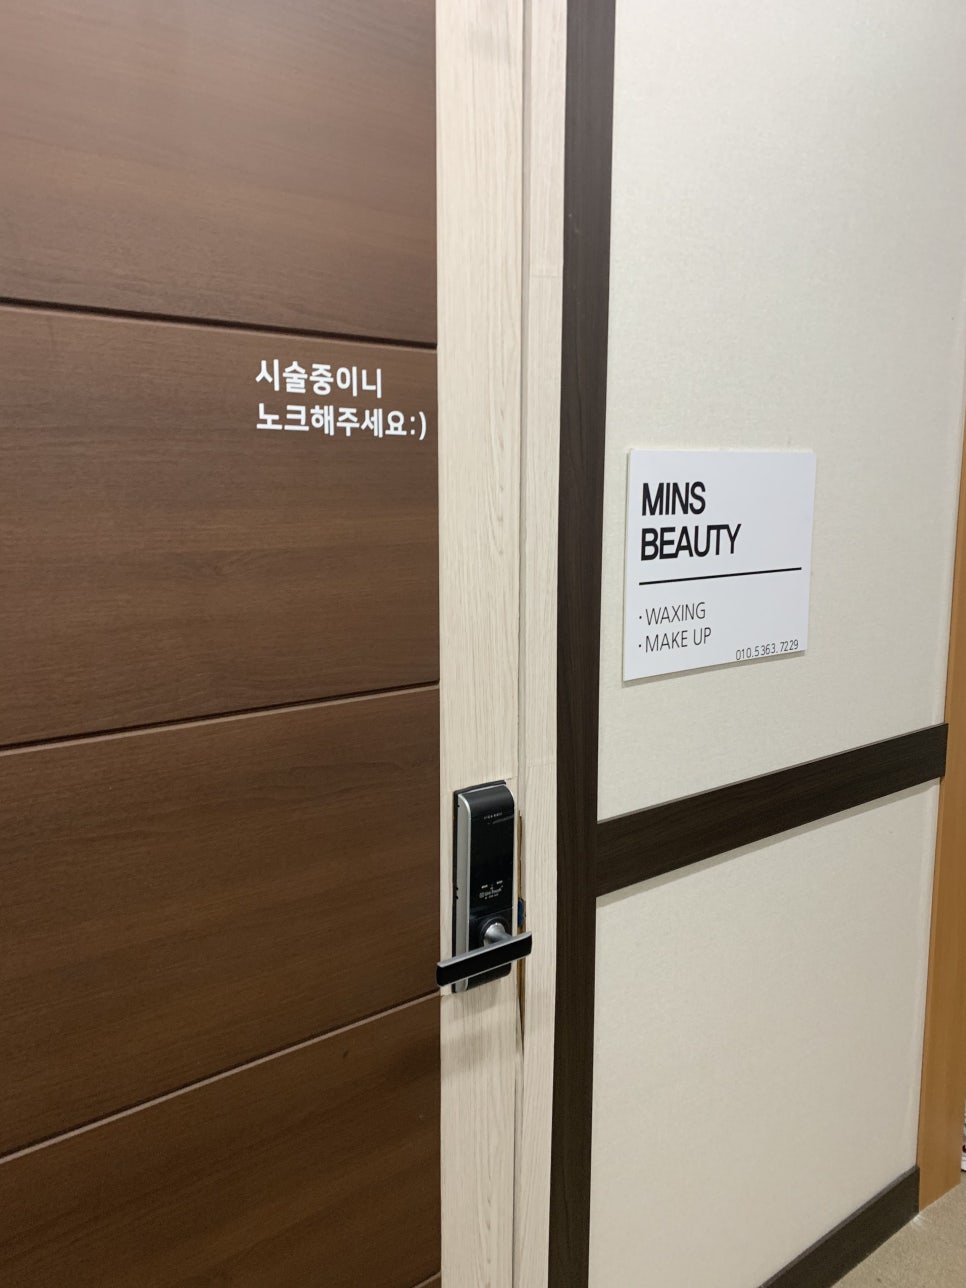 시술중이니
노크해주세요:)
MINS
BEAUTY
· WAXING
· MAKE UP
010.5363.7229